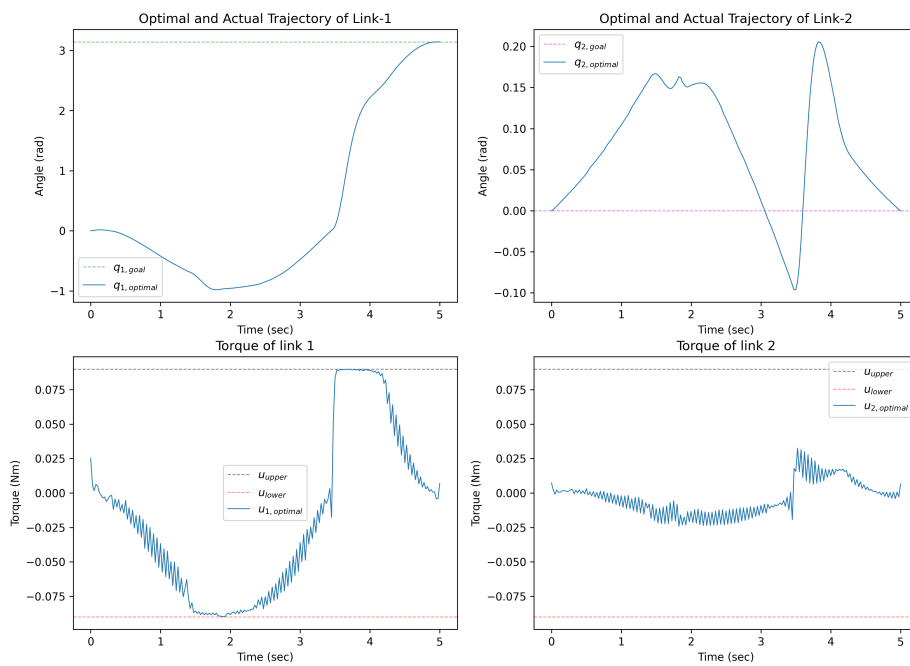 Optimal and Actual Trajectory of Link-1
Angle (rad)
3
2
1
0
−1
q1,goal
q1,optimal
0 1 2 3 4 5
Time (sec)
Optimal and Actual Trajectory of Link-2
Angle (rad)
0.20
0.15
0.10
0.05
0.00
−0.05
−0.10
q2,goal
q2,optimal
0 1 2 3 4 5
Time (sec)
Torque of link 1
Torque (Nm)
0.075
0.050
0.025
0.000
−0.025
−0.050
−0.075
uupper
ulower
u1,optimal
0 1 2 3 4 5
Time (sec)
Torque of link 2
Torque (Nm)
0.075
0.050
0.025
0.000
−0.025
−0.050
−0.075
uupper
ulower
u2,optimal
0 1 2 3 4 5
Time (sec)